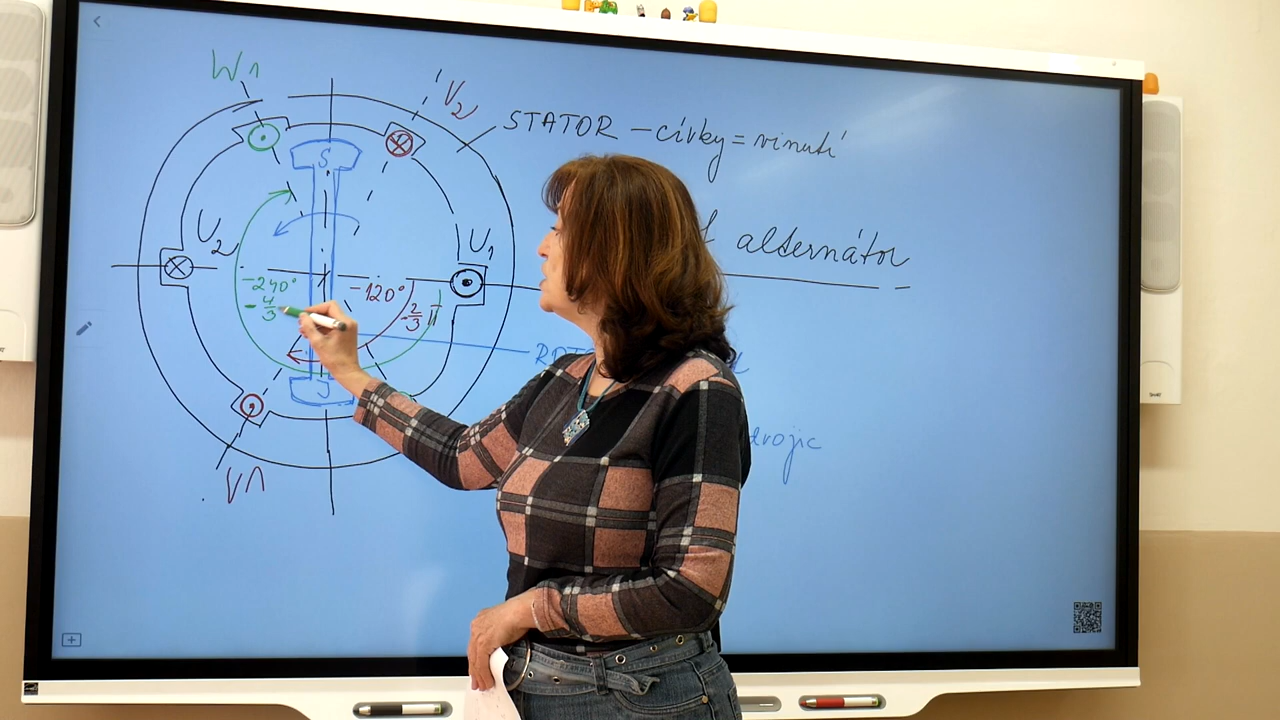 W1
V2
STATOR – cívky = vinutí
S
alternátor
U2
U1
-240°
-120°
-4/3
-2/3 π
J
V1